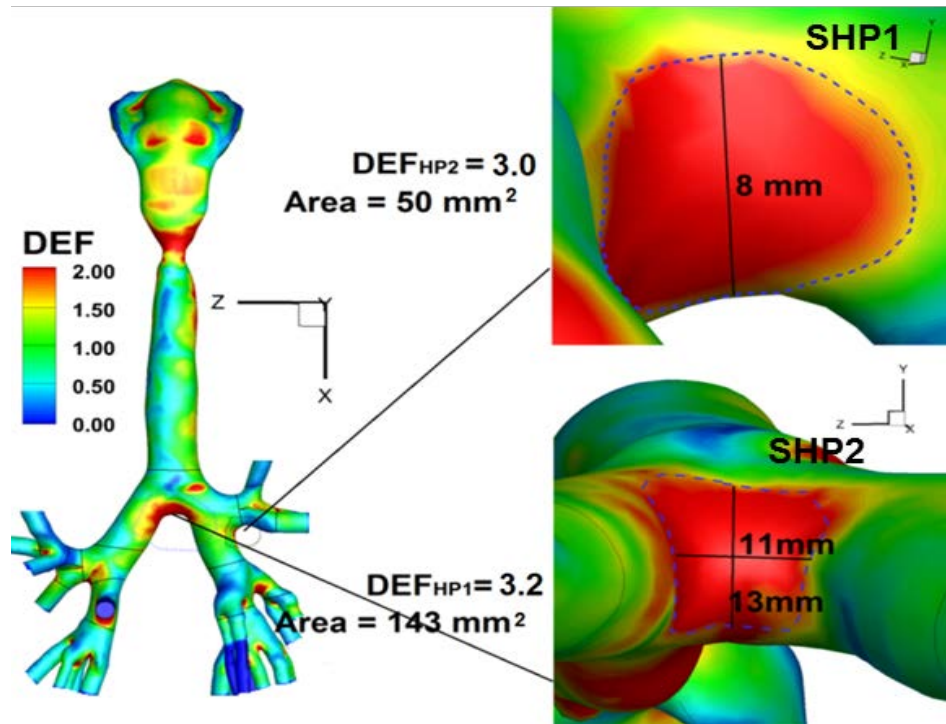 DEF
2.00
1.50
1.00
0.50
0.00
Z
Y
X
DEFHP2 = 3.0
Area = 50 mm²
DEFHP1 = 3.2
Area = 143 mm²
SHP1
Y
Z
X
8 mm
Y
Z
X
SHP2
11mm
13mm